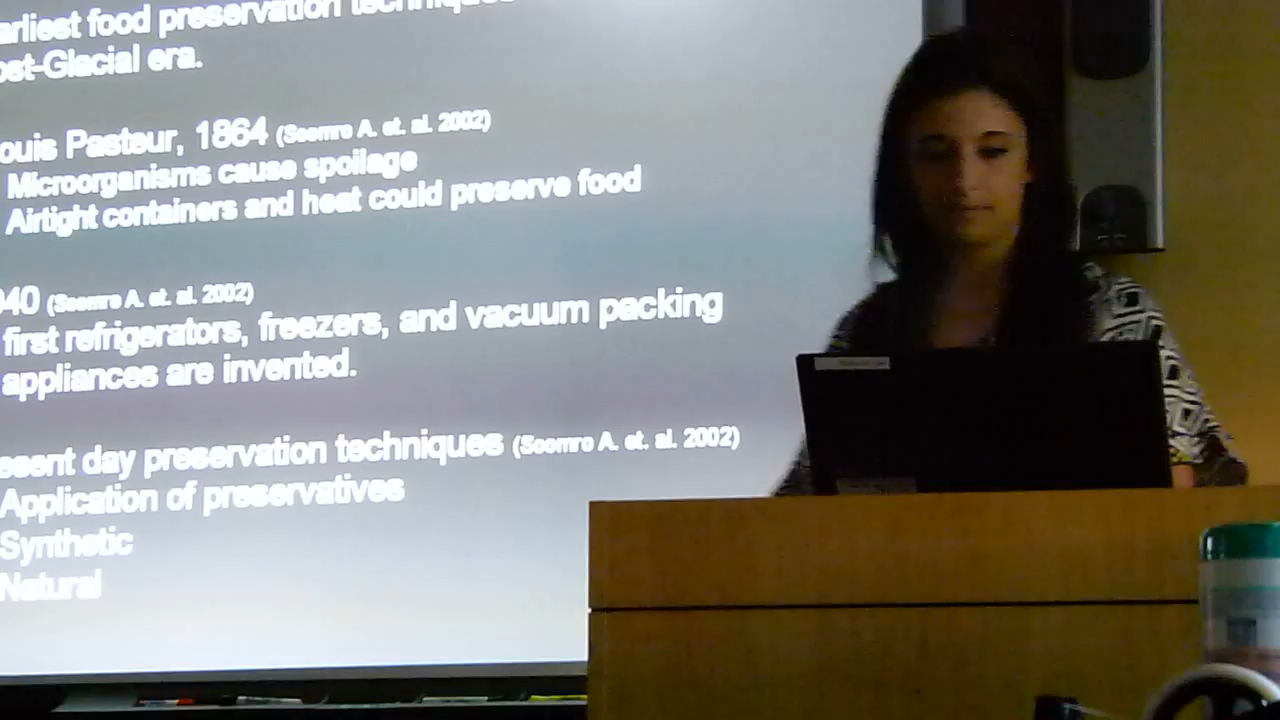 arliest food preservation techniques
ost-Glacial era.
ouis Pasteur, 1864 (Soomro A. et. al. 2002)
Microorganisms cause spoilage
Airtight containers and heat could preserve food
940 (Soomro A. et. al. 2002)
first refrigerators, freezers, and vacuum packing
appliances are invented.
esent day preservation techniques (Soomro A. et. al. 2002)
Application of preservatives
Synthetic
Natural